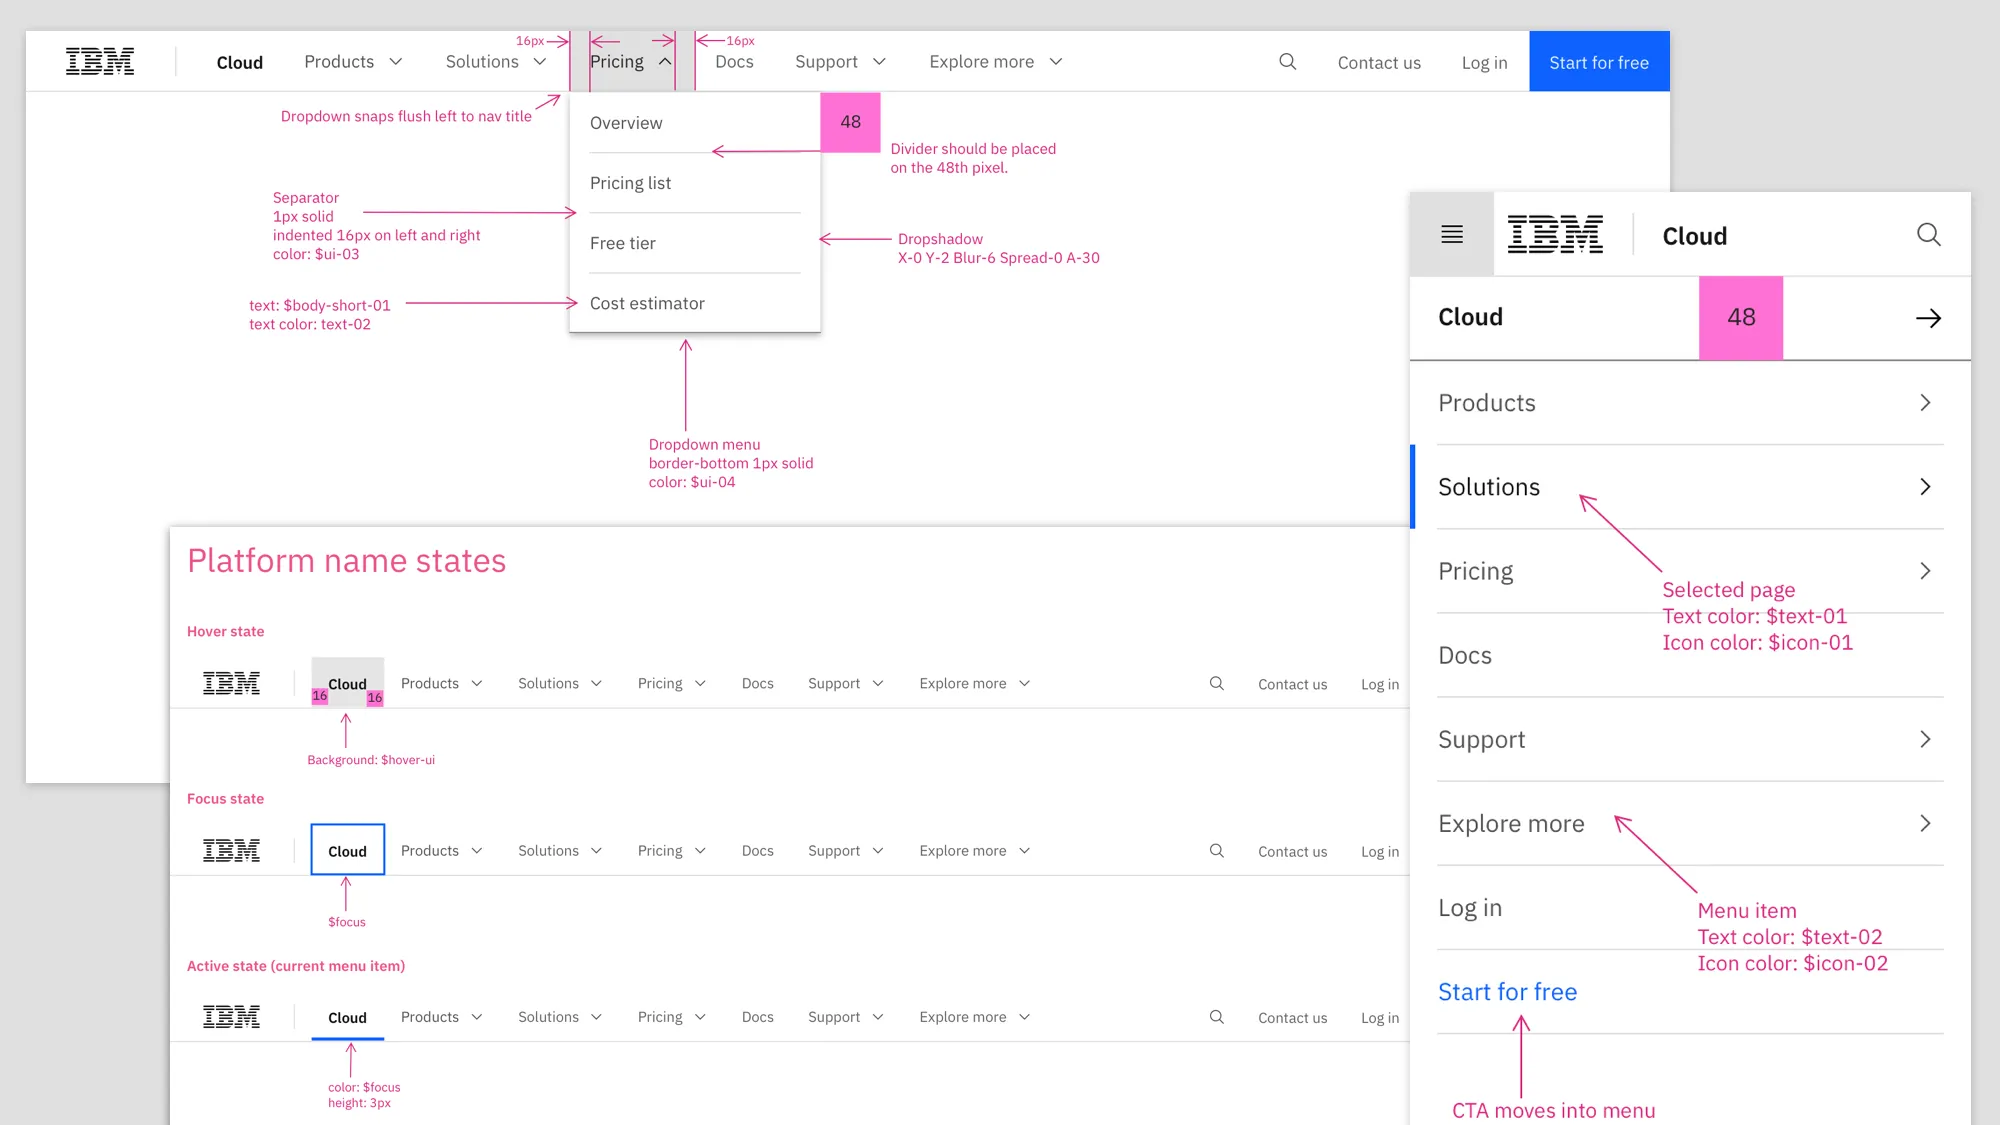 16px
16px
IBM
Cloud
Products
Solutions
Pricing
Docs
Support
Explore more
Contact us
Log in
Start for free
Dropdown snaps flush left to nav title
Overview
48
Divider should be placed
on the 48th pixel.
Pricing list
Separator
1px solid
indented 16px on left and right
color: $ui-03
Free tier
Dropshadow
X-0 Y-2 Blur-6 Spread-0 A-30
Cost estimator
text: $body-short-01
text color: text-02
Dropdown menu
border-bottom 1px solid
color: $ui-04
Platform name states
Hover state
IBM
Cloud
16
16
Products
Solutions
Pricing
Docs
Support
Explore more
Contact us
Log in
Background: $hover-ui
Focus state
IBM
Cloud
Products
Solutions
Pricing
Docs
Support
Explore more
Contact us
Log in
$focus
Active state (current menu item)
IBM
Cloud
Products
Solutions
Pricing
Docs
Support
Explore more
Contact us
Log in
color: $focus
height: 3px
IBM
Cloud
Cloud
48
Products
Solutions
Pricing
Selected page
Text color: $text-01
Icon color: $icon-01
Docs
Support
Explore more
Log in
Menu item
Text color: $text-02
Icon color: $icon-02
Start for free
CTA moves into menu